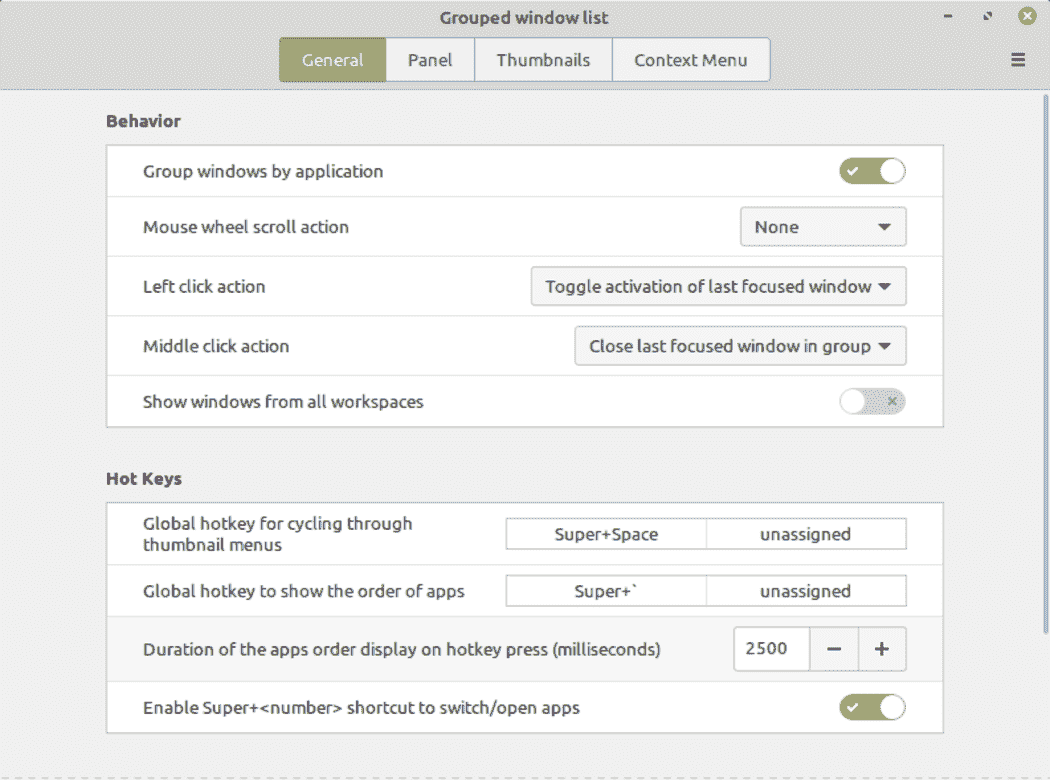 Grouped window list
General
Panel
Thumbnails
Context Menu
Behavior
Group windows by application
Mouse wheel scroll action
None
Left click action
Toggle activation of last focused window
Middle click action
Close last focused window in group
Show windows from all workspaces
Hot Keys
Global hotkey for cycling through
thumbnail menus
Super+Space
unassigned
Global hotkey to show the order of apps
Super+`
unassigned
Duration of the apps order display on hotkey press (milliseconds)
2500
Enable Super+<number> shortcut to switch/open apps